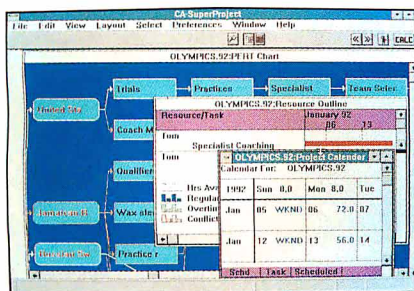 CA-SuperProject
File Edit View Layout Select Preferences Window Help
CALC
OLYMPICS.92:PERT Chart
Trials
Practices
Specialist
Team Selec
United Sta
Coach M
OLYMPICS.92:Resource Outline
Resource/Task
January 92
06 13
Tom
Specialist Coaching
Tom
Qualifier
Hrs Ava
Regular
Overtim
Conflict
Jamaican B
Wax sle
Practice r
OLYMPICS.92:Project Calendar
Calendar For: OLYMPICS.92
1992 Sun 0.0 Mon 8.0 Tue
Jan 05 WKND 06 72.0 07
Jan 12 WKND 13 56.0 14
Schd Task Scheduled